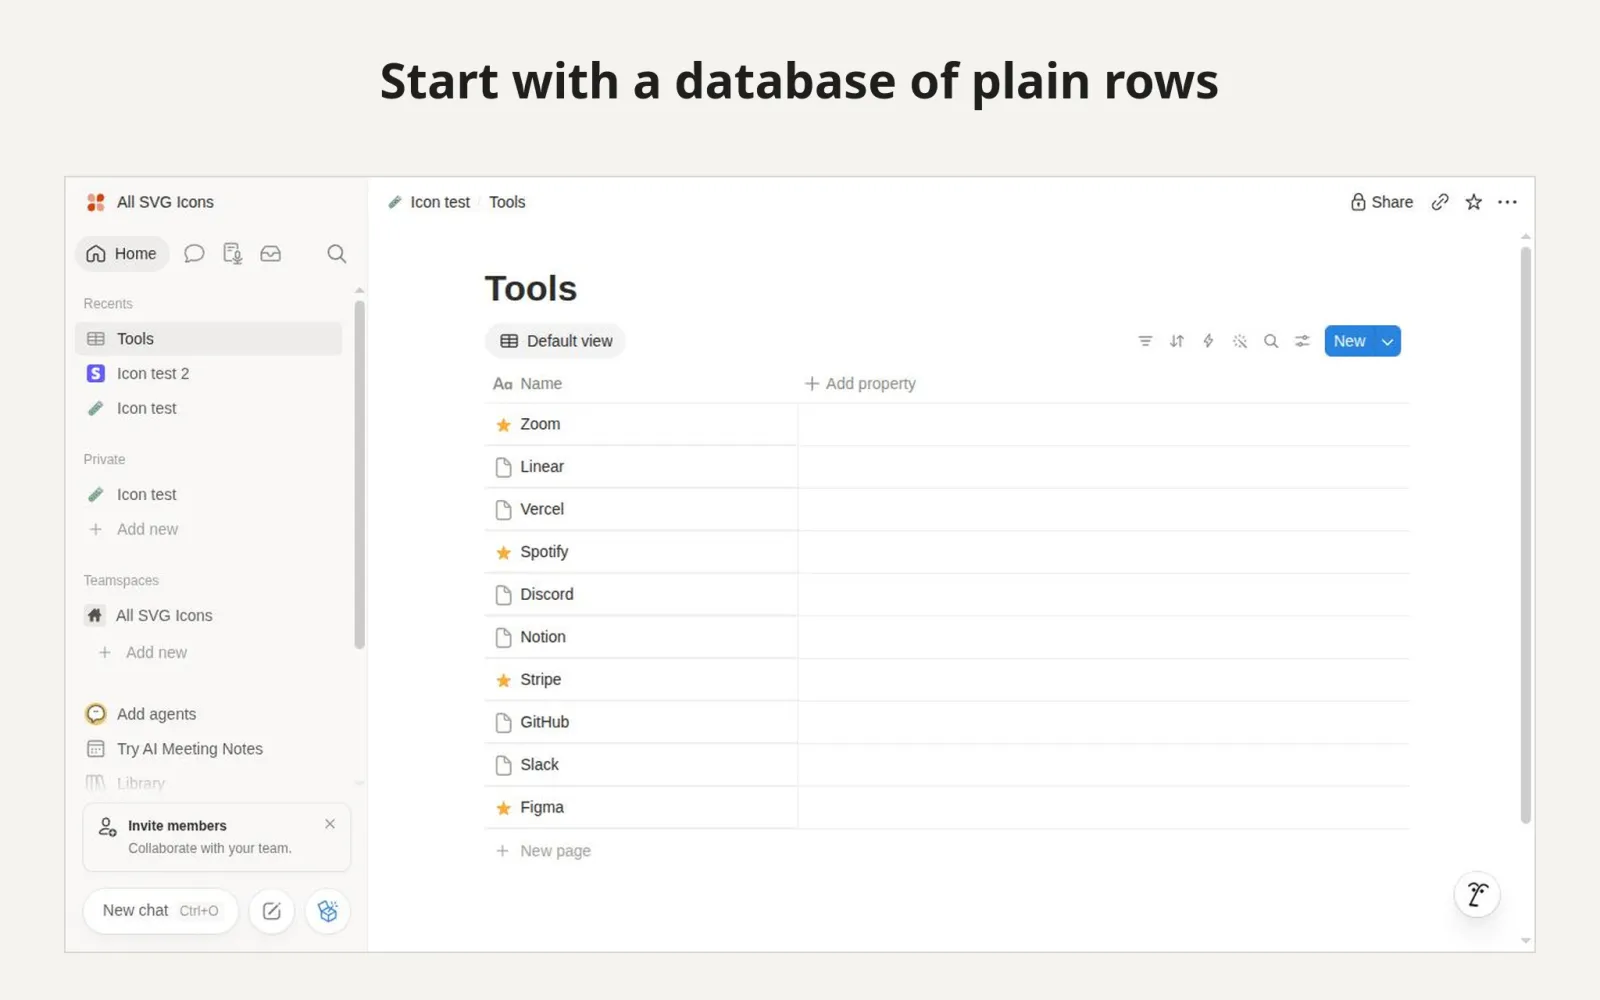 Start with a database of plain rows
All SVG Icons
Home
Recents
Tools
Icon test 2
Icon test
Private
Icon test
Add new
Teamspaces
All SVG Icons
Add new
Add agents
Try AI Meeting Notes
Library
Invite members
Collaborate with your team.
New chat Ctrl+O
Icon test / Tools
Share
Tools
Default view
New
Aa Name
Add property
Zoom
Linear
Vercel
Spotify
Discord
Notion
Stripe
GitHub
Slack
Figma
New page